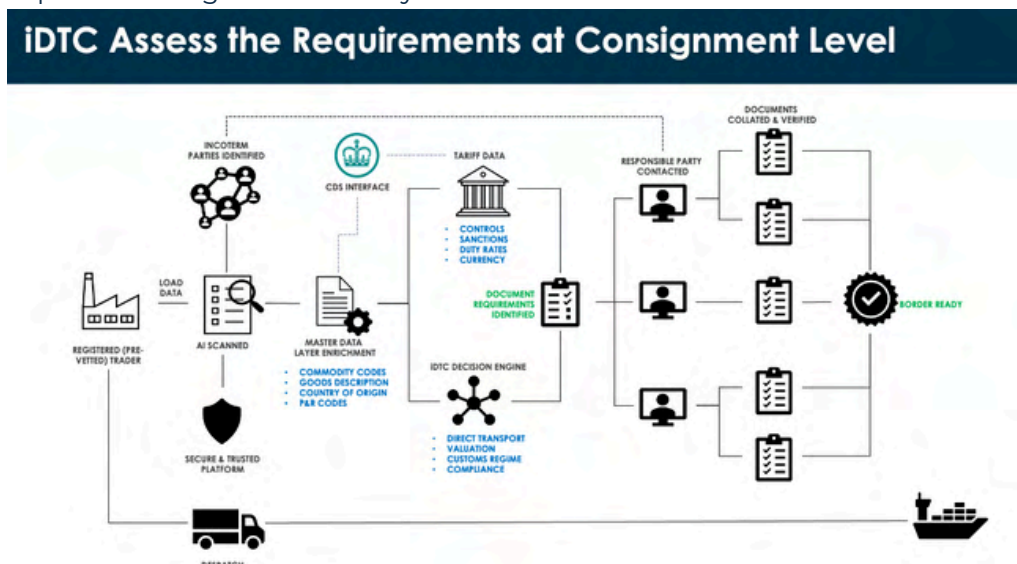 iDTC Assess the Requirements at Consignment Level
DOCUMENTS
COLLATED & VERIFIED
INCOTERM
PARTIES IDENTIFIED
TARIFF DATA
RESPONSIBLE PARTY
CONTACTED
CDS INTERFACE
• CONTROLS
• SANCTIONS
• DUTY RATES
• CURRENCY
LOAD
DATA
DOCUMENT
REQUIREMENTS
IDENTIFIED
BORDER READY
REGISTERED (PRE-
VETTED) TRADER
AI SCANNED
MASTER DATA
LAYER ENRICHMENT
• COMMODITY CODES
• GOODS DESCRIPTION
• COUNTRY OF ORIGIN
• P&R CODES
iDTC DECISION ENGINE
• DIRECT TRANSPORT
• VALUATION
• CUSTOMS REGIME
• COMPLIANCE
SECURE & TRUSTED
PLATFORM